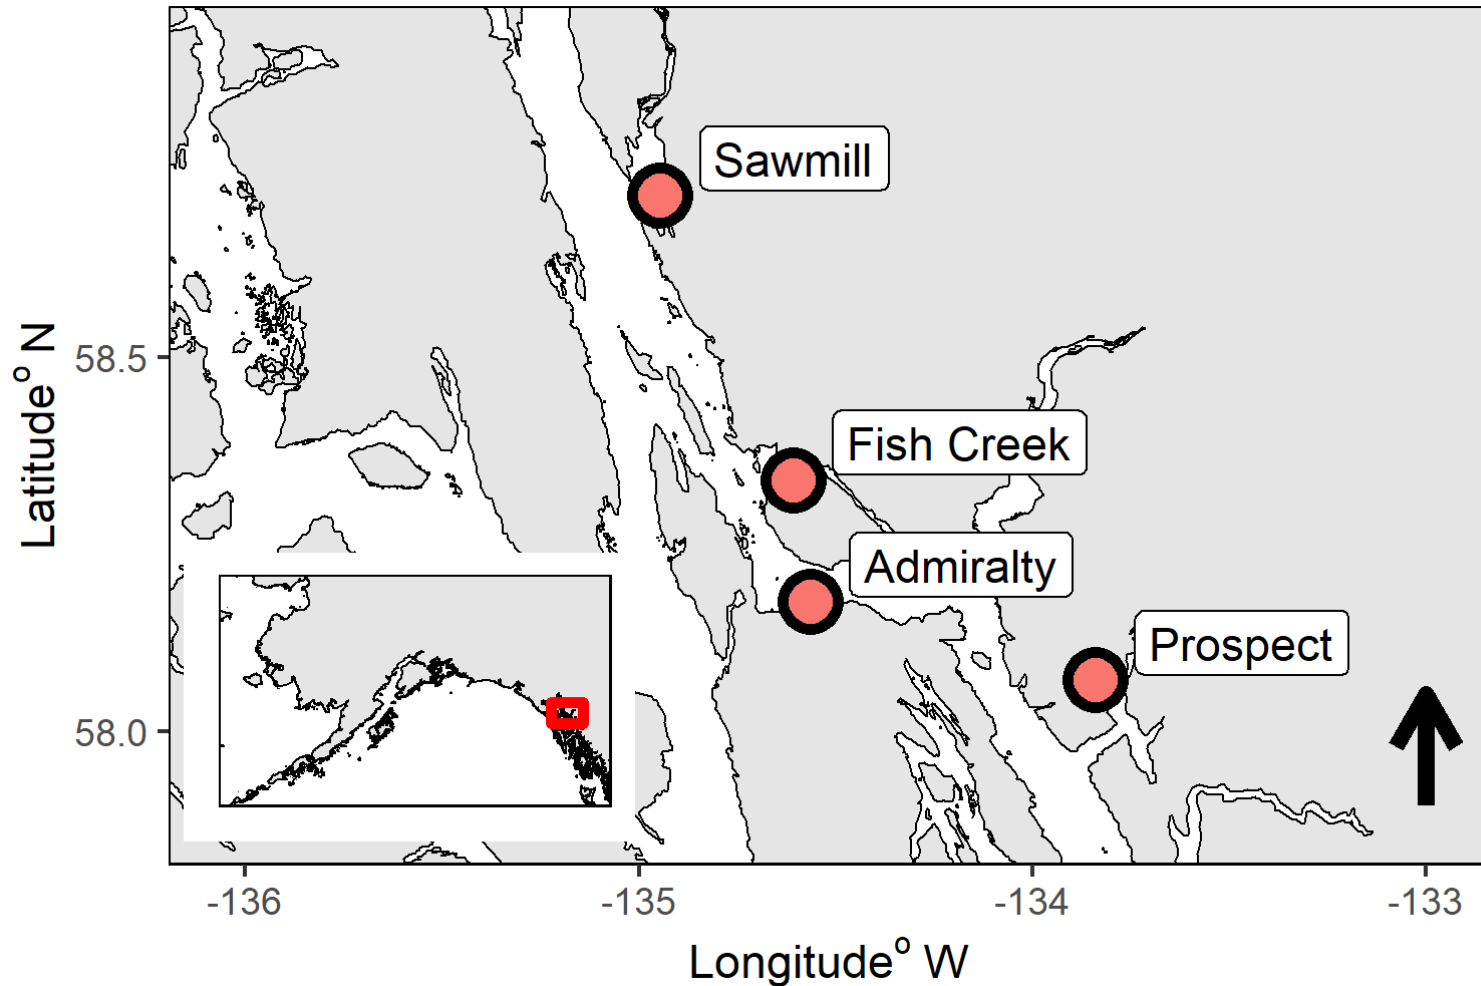 Sawmill
58.5
Fish Creek
Latitude° N
Admiralty
Prospect
58.0
-136
-135
-134
-133
Longitude° W